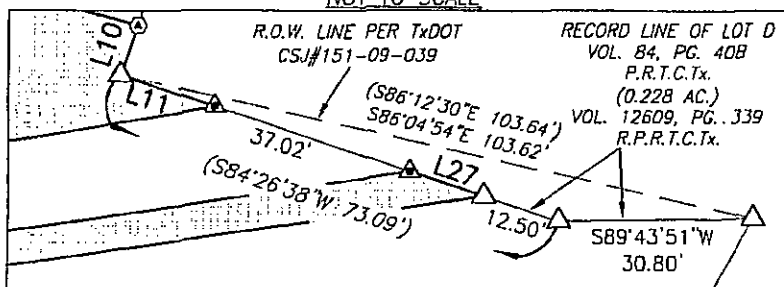 NOT TO SCALE
R.O.W. LINE PER TxDOT
CSJ#151-09-039
RECORD LINE OF LOT D
VOL. 84, PG. 40B
P.R.T.C.Tx.
(0.228 AC.)
VOL. 12609, PG. 339
R.P.R.T.C.Tx.
L10
L11
(S86°12'30"E 103.64')
S86°04'54"E 103.62'
37.02'
(S84°26'38"W 73.09')
L27
12.50'
S89°43'51"W
30.80'